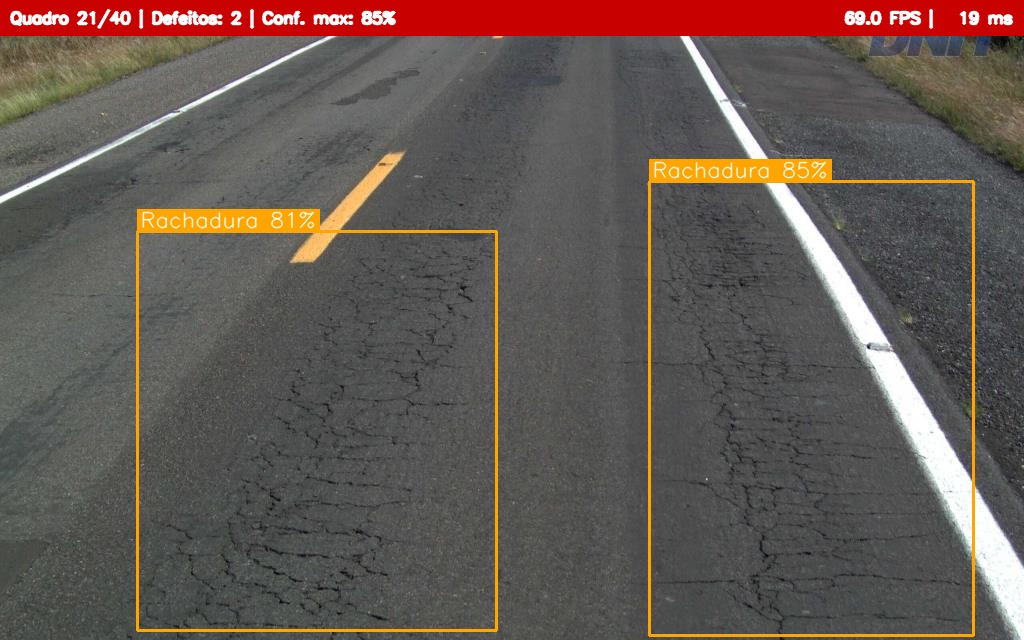 Quadro 21/40 | Defeitos: 2 | Conf. max: 85%
69.0 FPS | 19 ms
DNIT
Rachadura 85%
Rachadura 81%